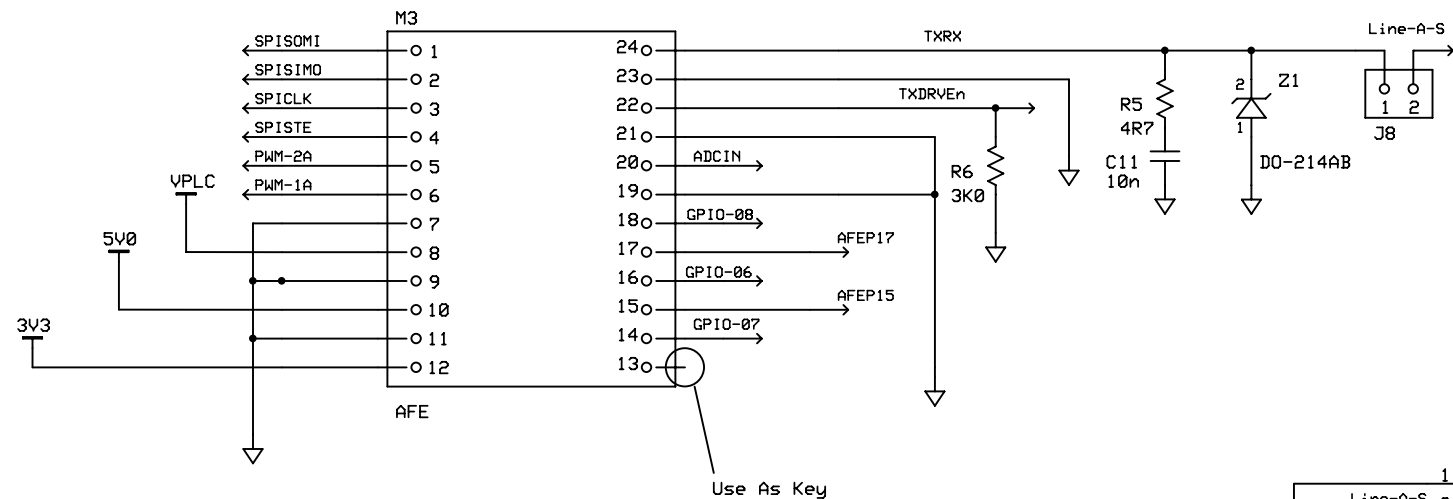 M3
SPISOMI
SPISIMO
SPICLK
SPISTE
PWM-2A
PWM-1A
VPLC
5V0
3V3
1
2
3
4
5
6
7
8
9
10
11
12
24
23
22
21
20
19
18
17
16
15
14
13
AFE
TXRX
TXDRVEn
ADCIN
GPIO-08
AFEP17
GPIO-06
AFEP15
GPIO-07
R6
3K0
R5
4R7
C11
10n
2
Z1
1
DO-214AB
Line-A-S
1 2
J8
Use As Key
1
Line-A-S